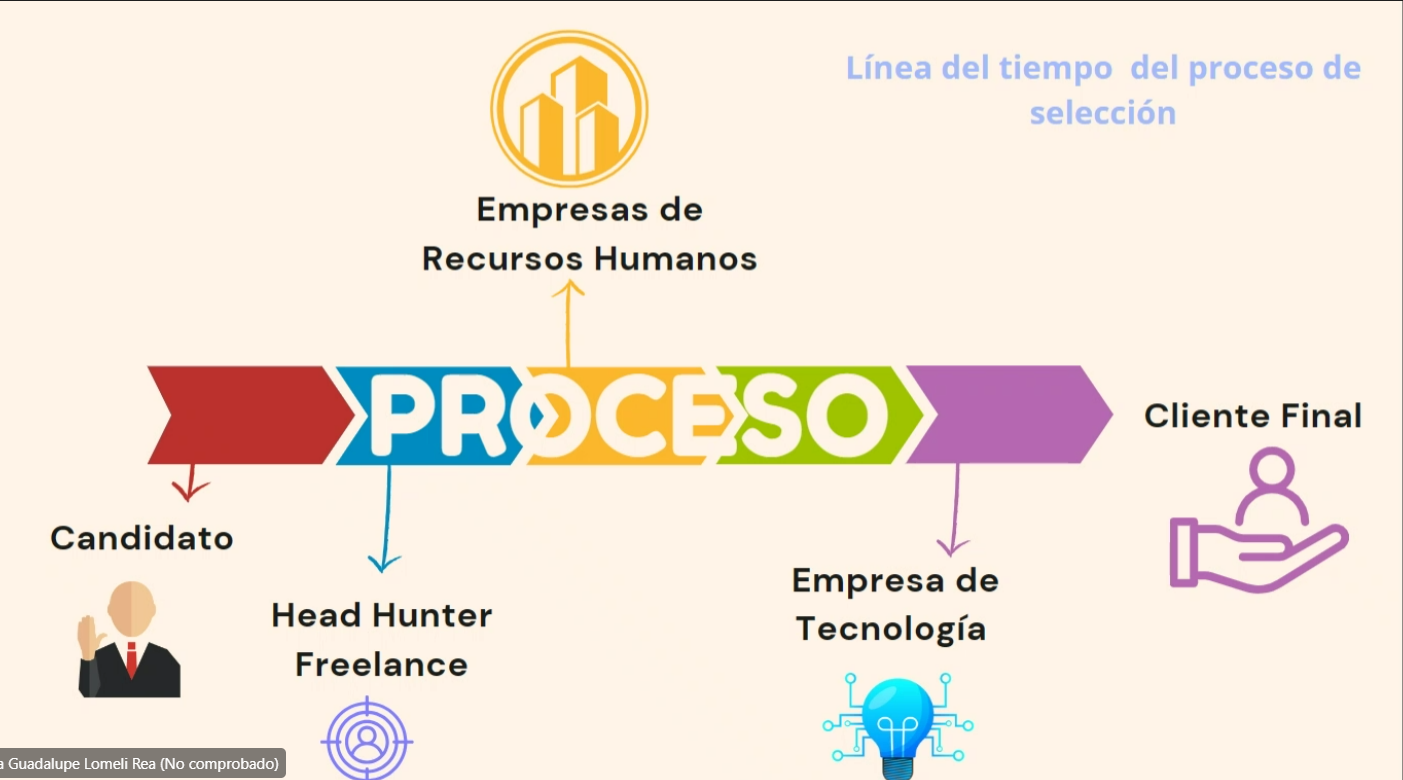 Línea del tiempo del proceso de
selección
Empresas de
Recursos Humanos
PROCESO
Cliente Final
Candidato
Head Hunter
Freelance
Empresa de
Tecnología
a Guadalupe Lomeli Rea (No comprobado)